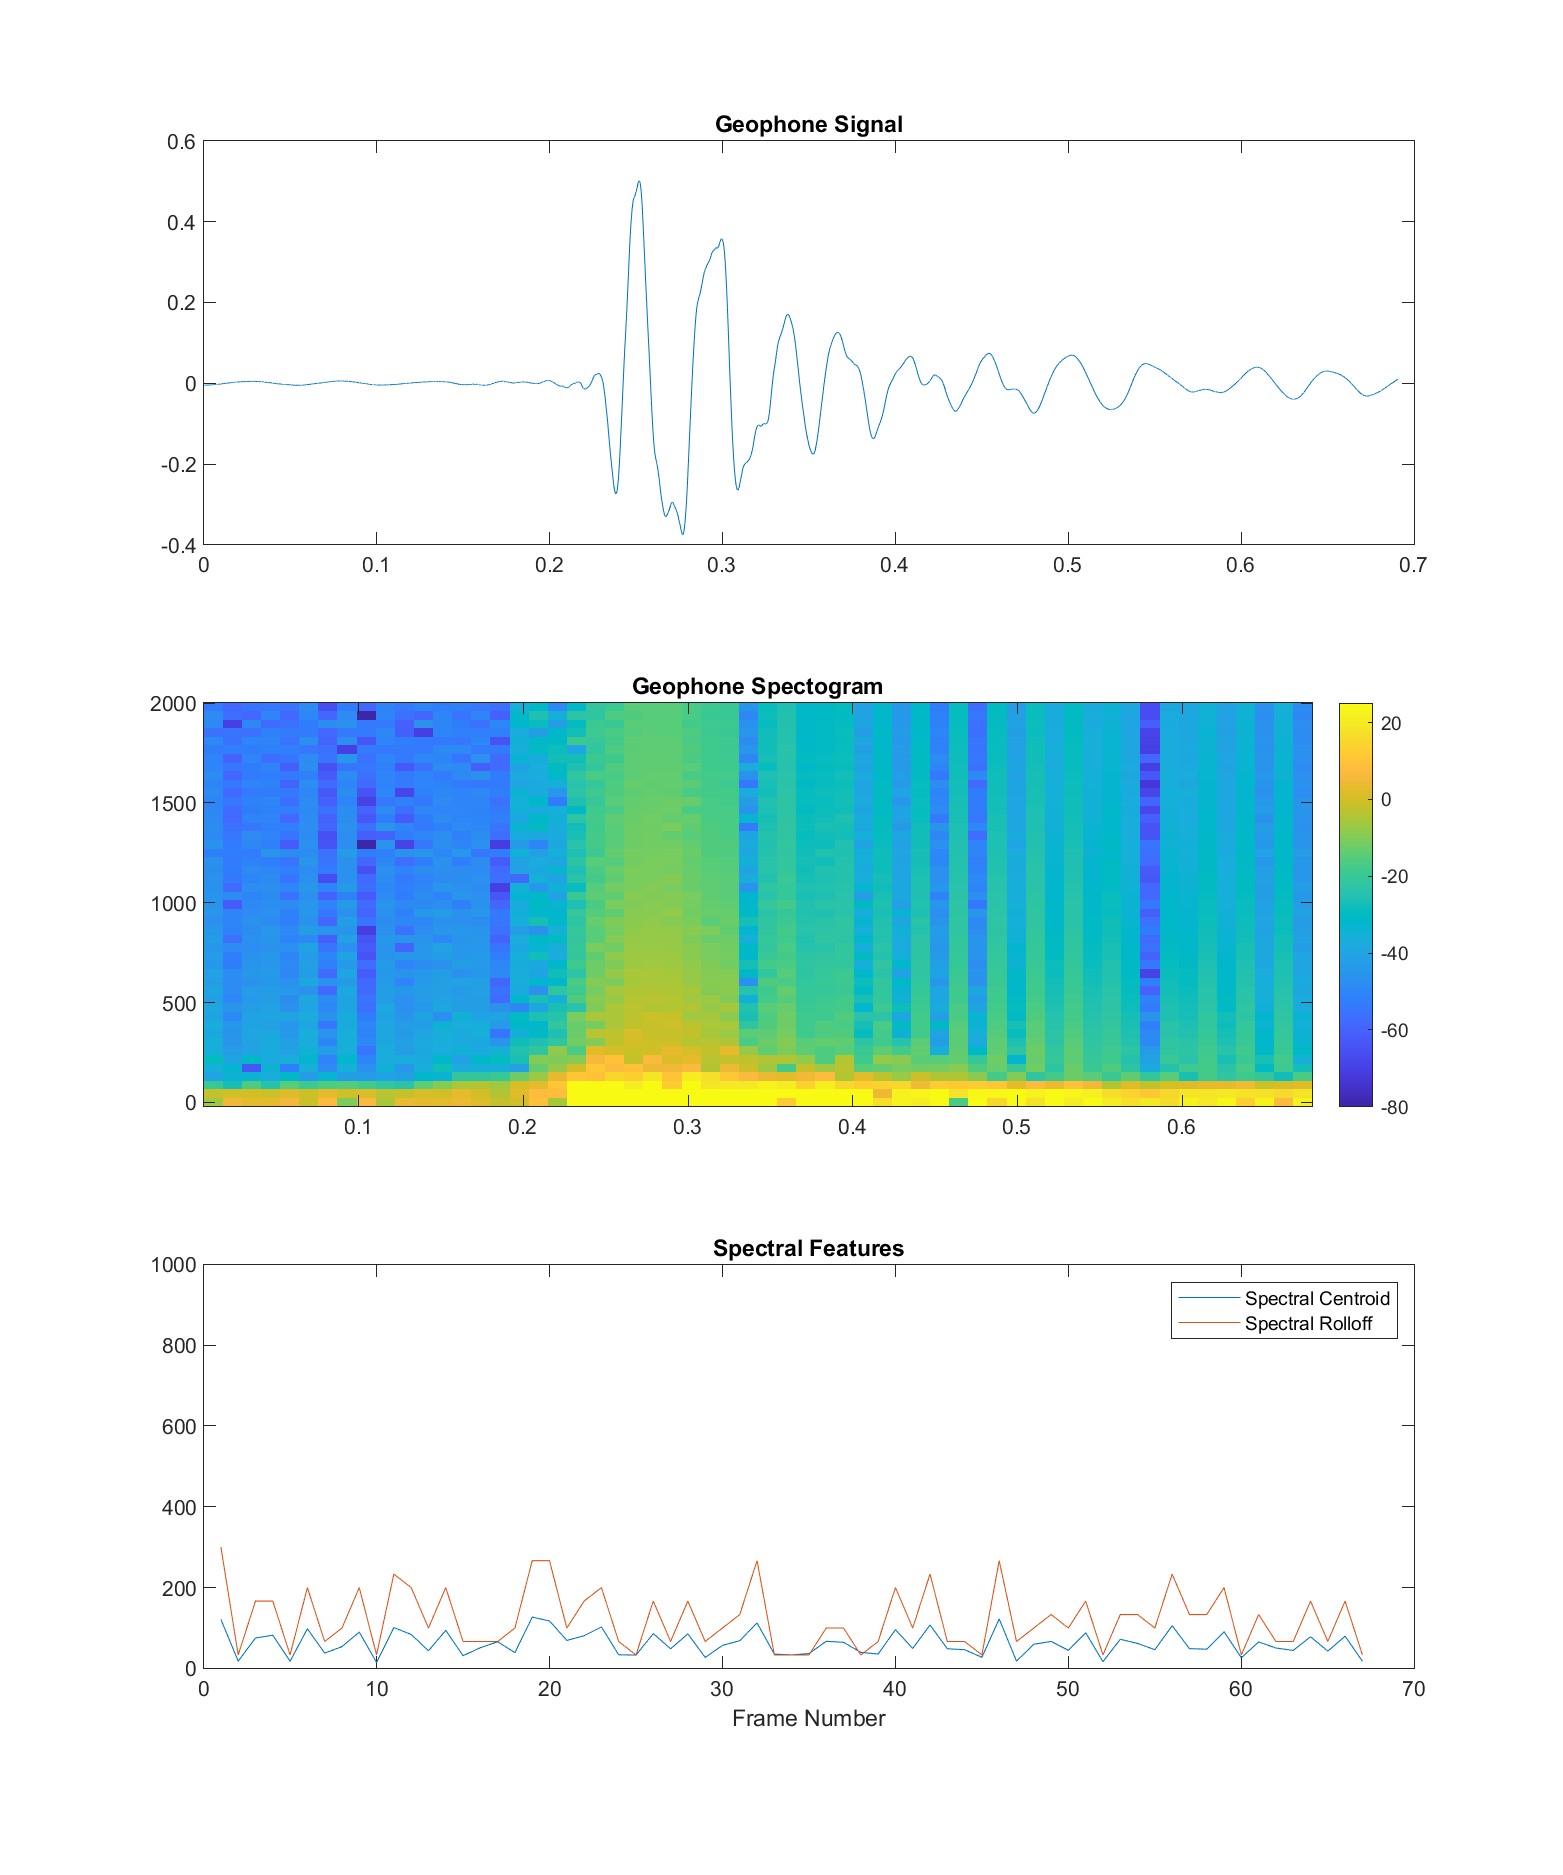 Geophone Signal
0.6
0.4
0.2
0
-0.2
-0.4
0 0.1 0.2 0.3 0.4 0.5 0.6 0.7
Geophone Spectogram
2000
1500
1000
500
0
0.1 0.2 0.3 0.4 0.5 0.6
20
0
-20
-40
-60
-80
Spectral Features
1000
800
600
400
200
0
Spectral Centroid
Spectral Rolloff
0 10 20 30 40 50 60 70
Frame Number